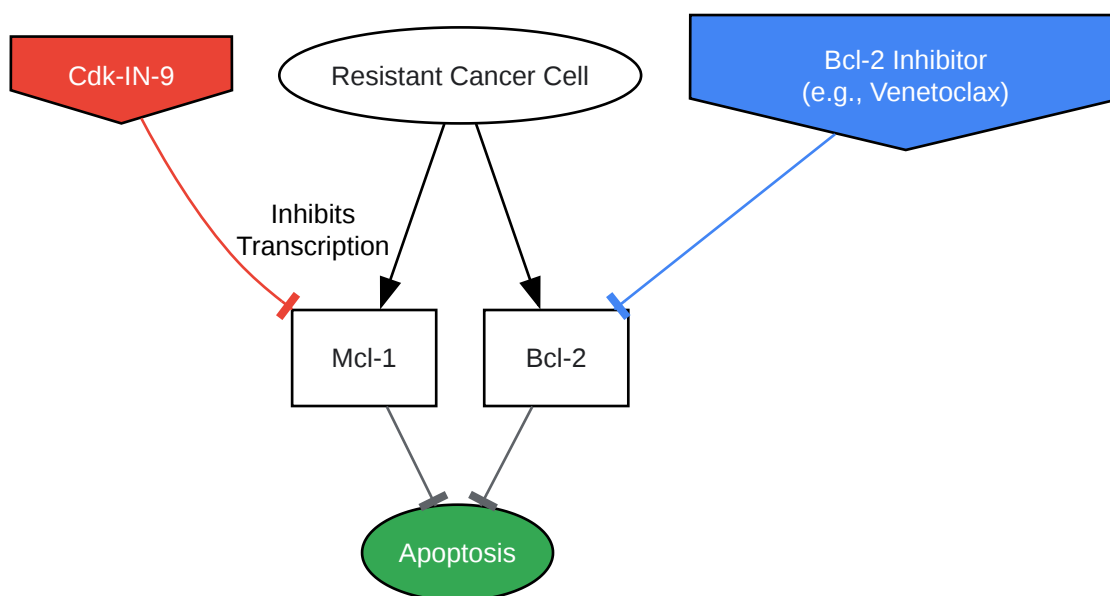 Cdk-IN-9
Resistant Cancer Cell
Bcl-2 Inhibitor
(e.g., Venetoclax)
Inhibits
Transcription
Mcl-1
Bcl-2
Apoptosis